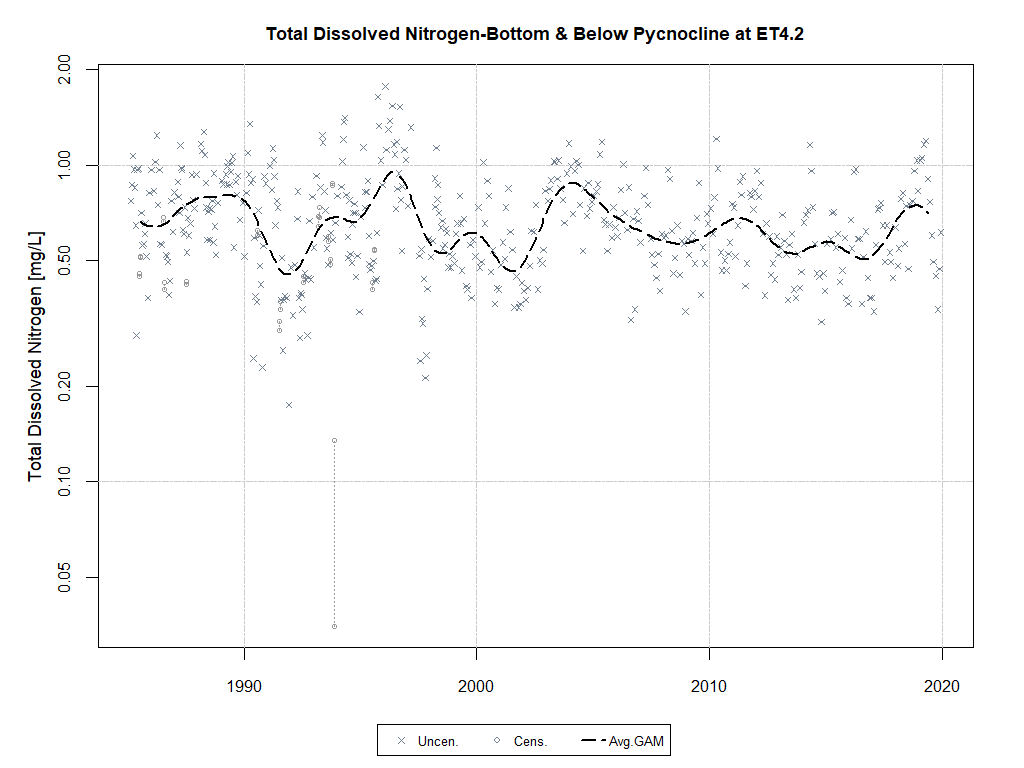 Total Dissolved Nitrogen-Bottom & Below Pycnocline at ET4.2
Total Dissolved Nitrogen [mg/L]
2.00
1.00
0.50
0.20
0.10
0.05
1990 2000 2010 2020
Uncen. Cens. Avg.GAM